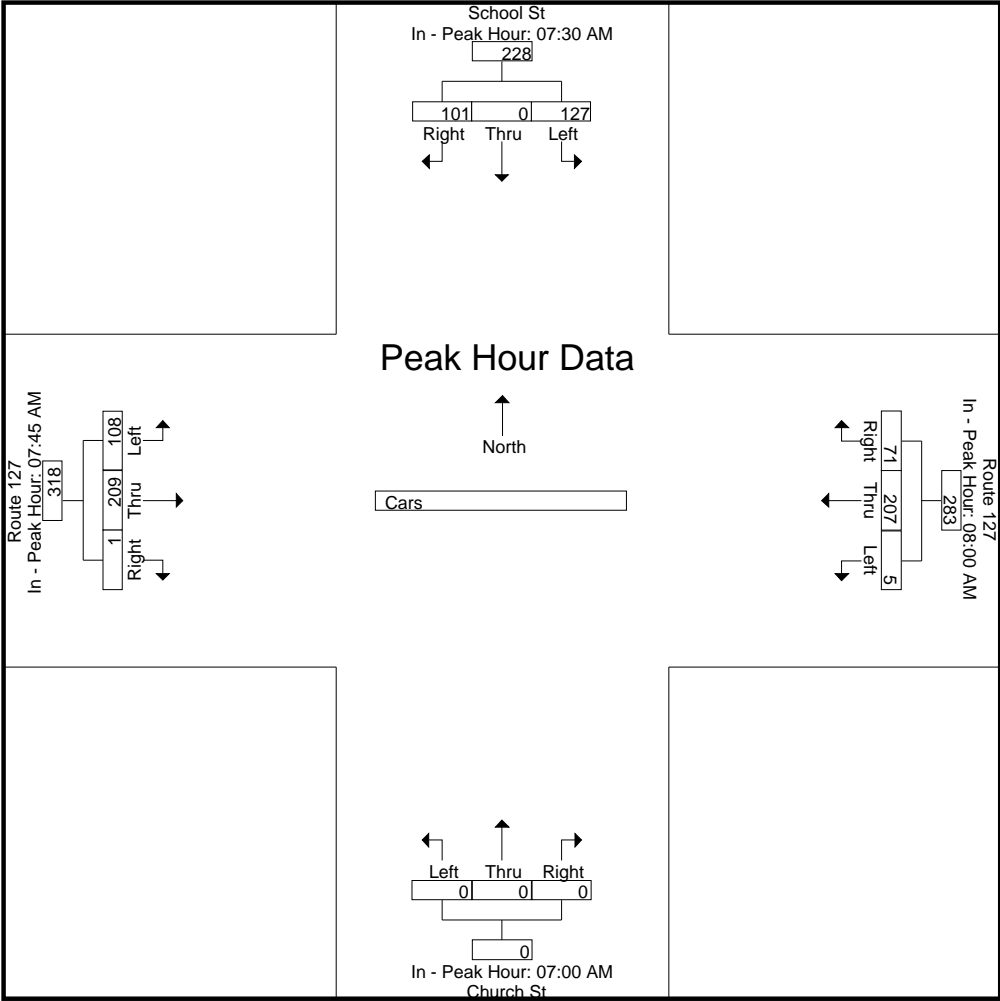 School St
In - Peak Hour: 07:30 AM
228
101 0 127
Right Thru Left
Peak Hour Data
North
Cars
Route 127
In - Peak Hour: 07:45 AM
318
108 209 1
Left Thru Right
Route 127
In - Peak Hour: 08:00 AM
283
71 207 5
Right Thru Left
Left Thru Right
0 0 0
0
In - Peak Hour: 07:00 AM
Church St